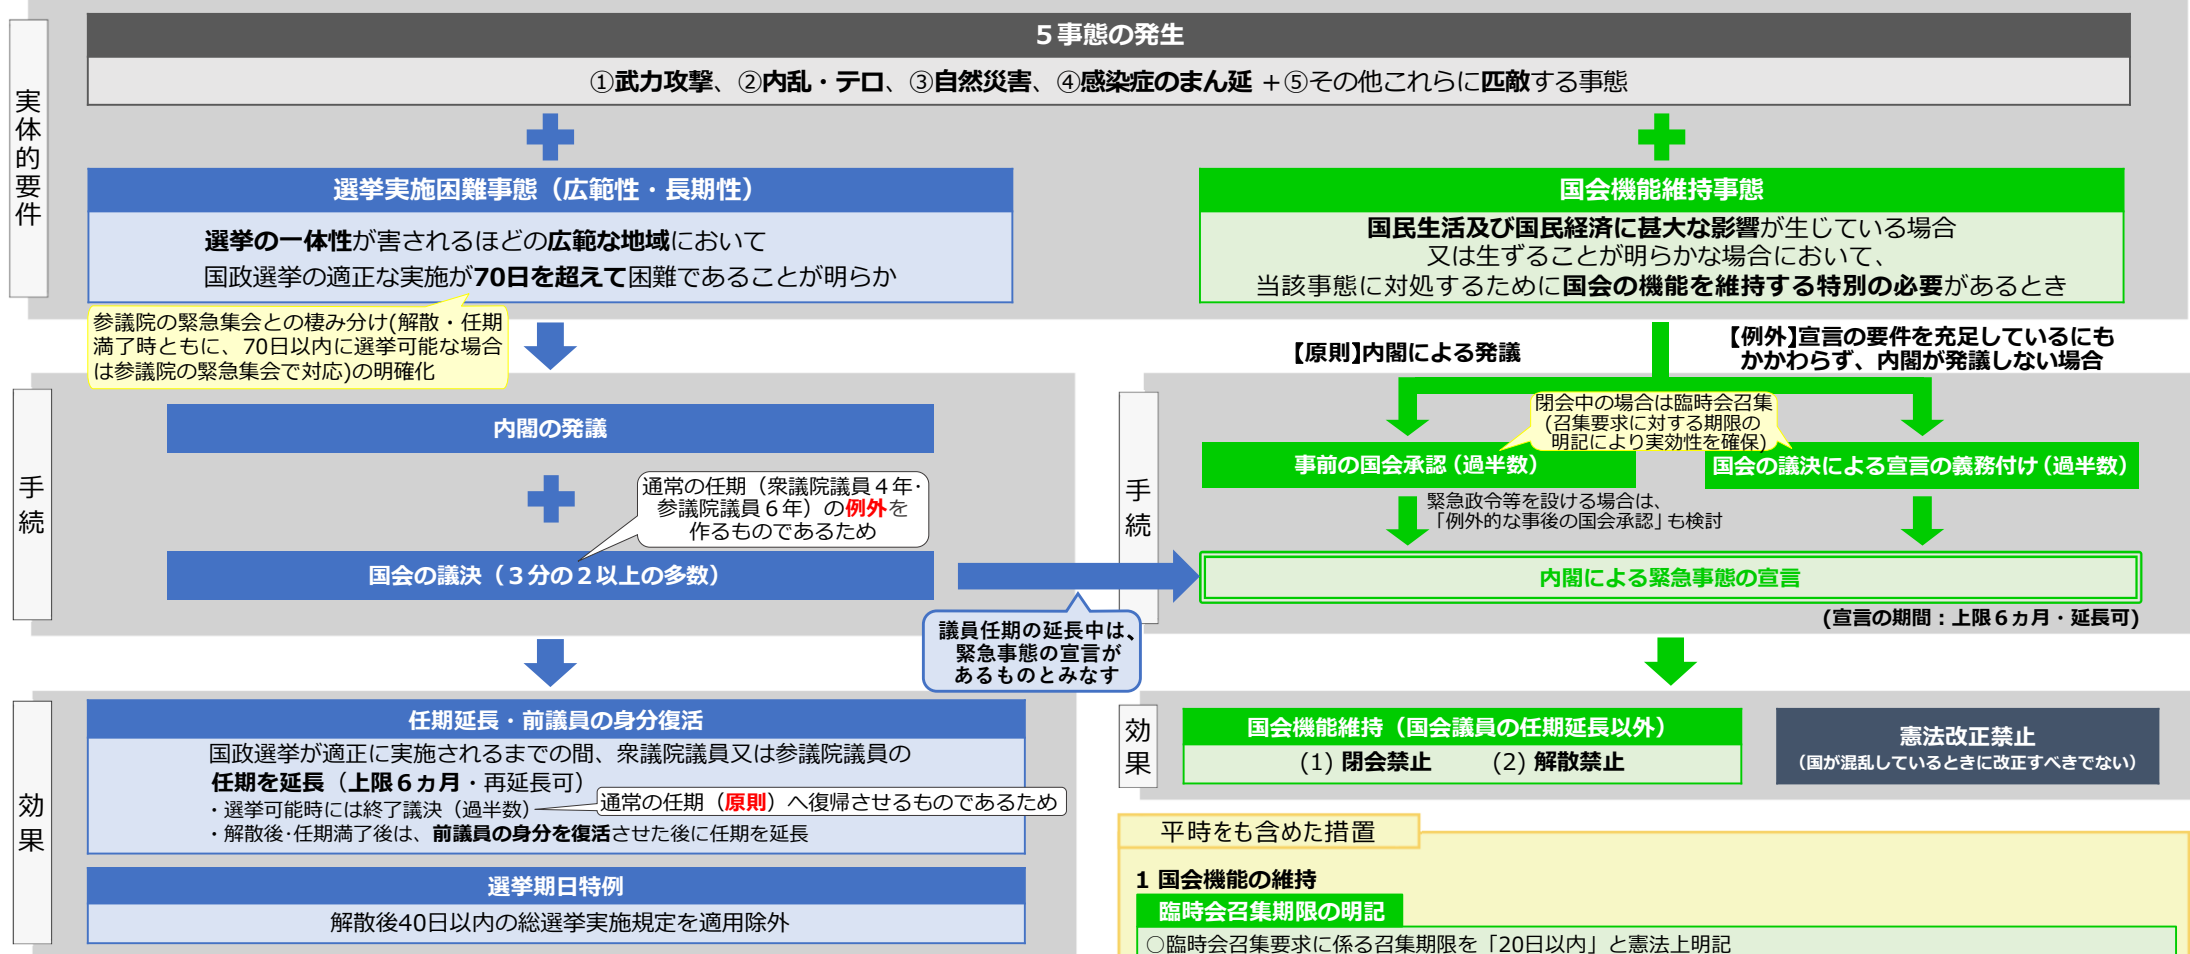 ５事態の発生
①武力攻撃、②内乱・テロ、③自然災害、④感染症のまん延 ＋⑤その他これらに匹敵する事態
実体的要件
選挙実施困難事態（広範性・長期性）
選挙の一体性が害されるほどの広範な地域において
国政選挙の適正な実施が70日を超えて困難であることが明らか
参議院の緊急集会との棲み分け(解散・任期
満了時ともに、70日以内に選挙可能な場合
は参議院の緊急集会で対応)の明確化
国会機能維持事態
国民生活及び国民経済に甚大な影響が生じている場合
又は生ずることが明らかな場合において、
当該事態に対処するために国会の機能を維持する特別の必要があるとき
手続
内閣の発議
通常の任期（衆議院議員４年・
参議院議員６年）の例外を
作るものであるため
国会の議決（３分の２以上の多数）
議員任期の延長中は、
緊急事態の宣言が
あるものとみなす
【原則】内閣による発議
【例外】宣言の要件を充足しているにも
かかわらず、内閣が発議しない場合
手続
閉会中の場合は臨時会召集
(召集要求に対する期限の
明記により実効性を確保)
事前の国会承認（過半数）
国会の議決による宣言の義務付け（過半数）
緊急政令等を設ける場合は、
「例外的な事後の国会承認」も検討
内閣による緊急事態の宣言
(宣言の期間：上限６ヵ月・延長可)
効果
任期延長・前議員の身分復活
国政選挙が適正に実施されるまでの間、衆議院議員又は参議院議員の
任期を延長（上限６ヵ月・再延長可）
・選挙可能時には終了議決（過半数）
通常の任期（原則）へ復帰させるものであるため
・解散後･任期満了後は、前議員の身分を復活させた後に任期を延長
選挙期日特例
解散後40日以内の総選挙実施規定を適用除外
効果
国会機能維持（国会議員の任期延長以外）
(1) 閉会禁止　(2) 解散禁止
憲法改正禁止
（国が混乱しているときに改正すべきでない）
平時をも含めた措置
1 国会機能の維持
臨時会召集期限の明記
○臨時会召集要求に係る召集期限を「20日以内」と憲法上明記